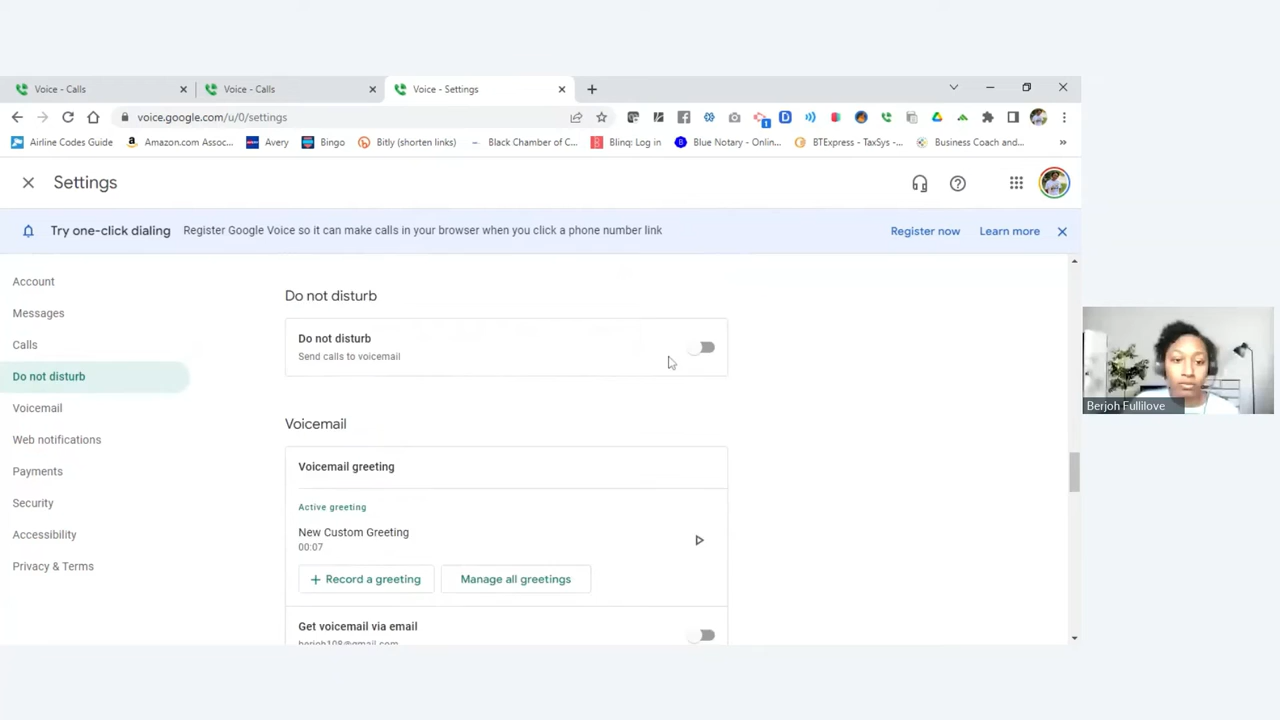 Voice - Calls
Voice - Calls
Voice - Settings
voice.google.com/u/0/settings
Airline Codes Guide
Amazon.com Assoc...
Avery
Bingo
Bitly (shorten links)
Black Chamber of C...
Blinq: Log in
Blue Notary - Onlin...
BTExpress - TaxSys -...
Business Coach and...
Settings
Try one-click dialing
Register Google Voice so it can make calls in your browser when you click a phone number link
Register now
Learn more
Account
Messages
Calls
Do not disturb
Voicemail
Web notifications
Payments
Security
Accessibility
Privacy & Terms
Do not disturb
Do not disturb
Send calls to voicemail
Voicemail
Voicemail greeting
Active greeting
New Custom Greeting
00:07
+ Record a greeting
Manage all greetings
Get voicemail via email
Berjoh Fullilove